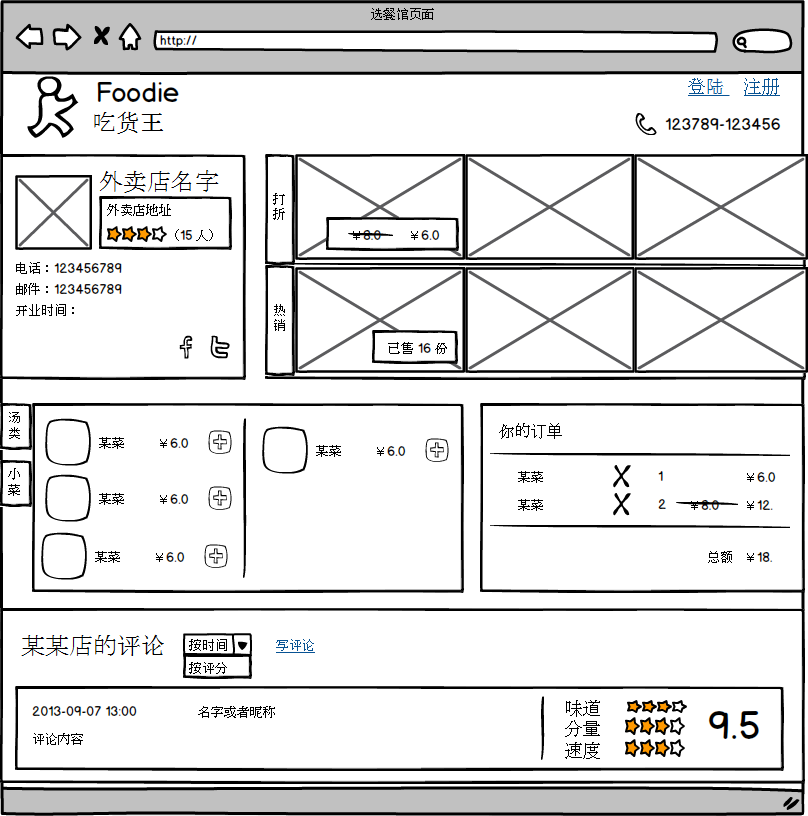 选餐馆页面
http://
Foodie
吃货王
登陆 注册
123789-123456
外卖店名字
外卖店地址
(15 人)
电话：123456789
邮件：123456789
开业时间：
打折
￥8.0 ￥6.0
热销
已售 16 份
汤类
小菜
某菜 ￥6.0
某菜 ￥6.0
某菜 ￥6.0
某菜 ￥6.0
你的订单
某菜 X 1 ￥6.0
某菜 X 2 ￥8.0 ￥12.
总额 ￥18.
某某店的评论
按时间
按评分
写评论
2013-09-07 13:00 名字或者昵称
评论内容
味道
分量
速度
9.5